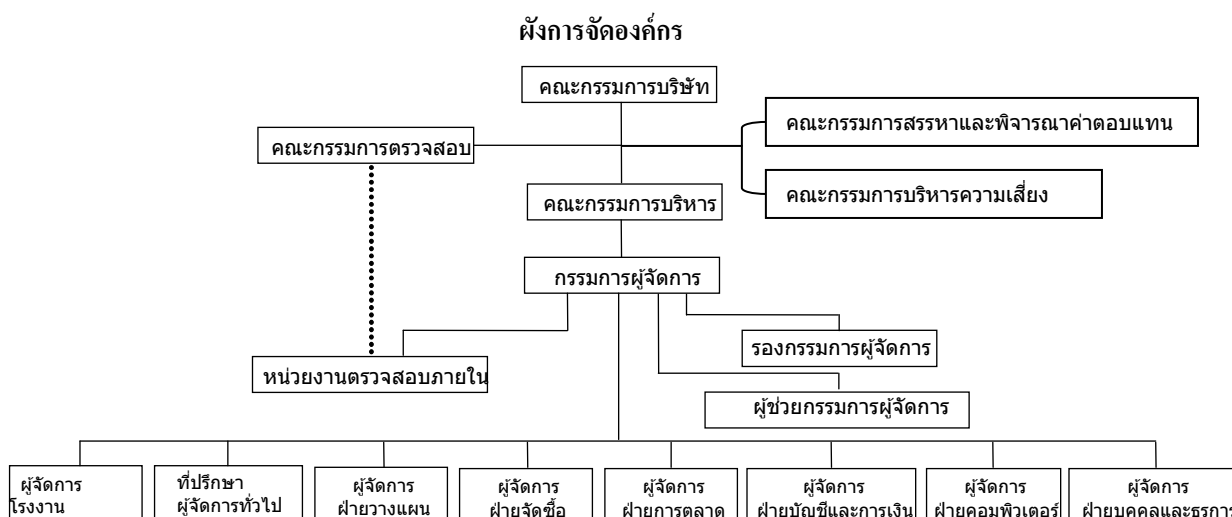 ผังการจัดองค์กร
คณะกรรมการบริษัท
คณะกรรมการสรรหาและพิจารณาค่าตอบแทน
คณะกรรมการตรวจสอบ
คณะกรรมการบริหารความเสี่ยง
คณะกรรมการบริหาร
กรรมการผู้จัดการ
รองกรรมการผู้จัดการ
หน่วยงานตรวจสอบภายใน
ผู้ช่วยกรรมการผู้จัดการ
ผู้จัดการ
โรงงาน
ที่ปรึกษา
ผู้จัดการทั่วไป
ผู้จัดการ
ฝ่ายวางแผน
ผู้จัดการ
ฝ่ายจัดซื้อ
ผู้จัดการ
ฝ่ายการตลาด
ผู้จัดการ
ฝ่ายบัญชีและการเงิน
ผู้จัดการ
ฝ่ายคอมพิวเตอร์
ผู้จัดการ
ฝ่ายบุคคลและธุรการ